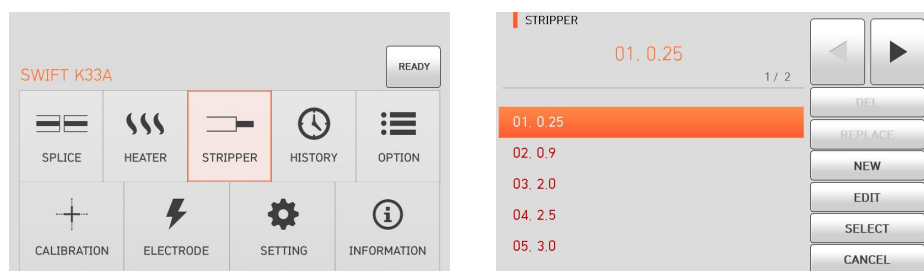 SWIFT K33A
READY
SPLICE
HEATER
STRIPPER
HISTORY
OPTION
CALIBRATION
ELECTRODE
SETTING
INFORMATION
STRIPPER
01. 0.25
1 / 2
01. 0.25
02. 0.9
03. 2.0
04. 2.5
05. 3.0
DEL
REPLACE
NEW
EDIT
SELECT
CANCEL